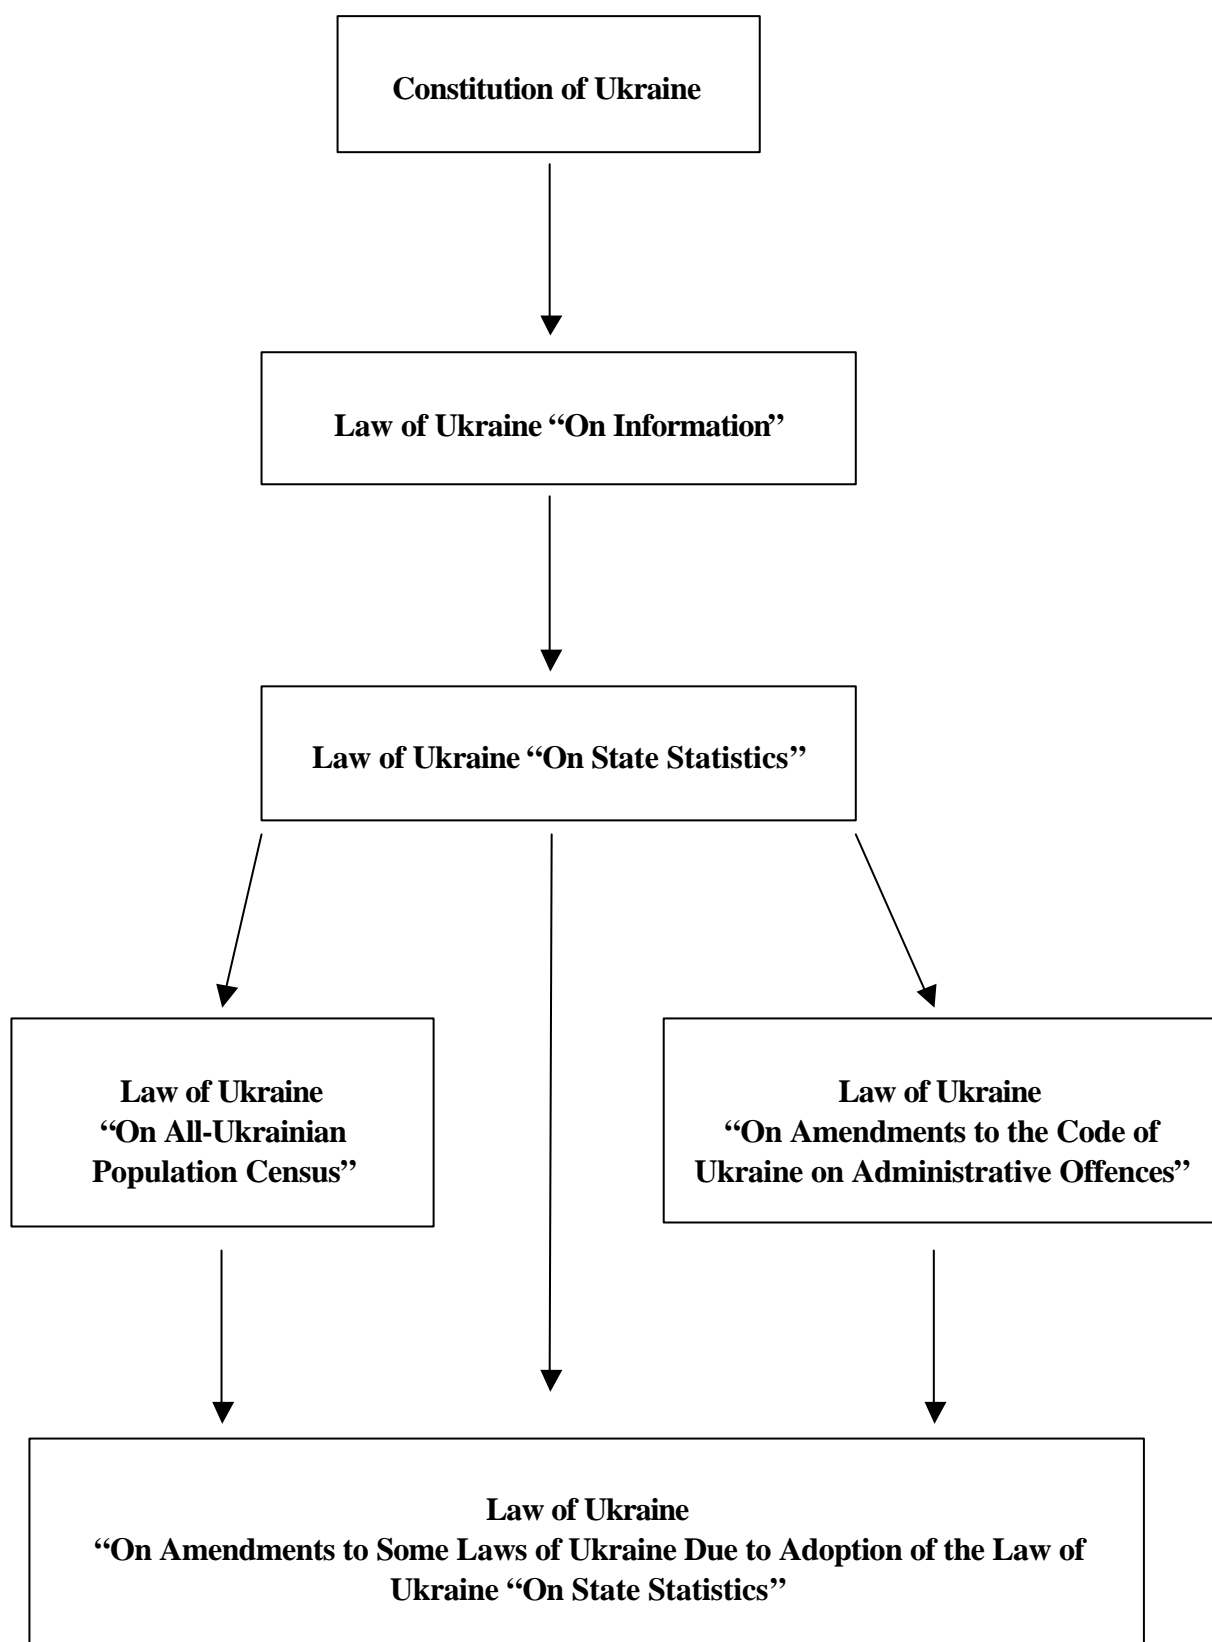 Constitution of Ukraine
Law of Ukraine “On Information”
Law of Ukraine “On State Statistics”
Law of Ukraine
“On All-Ukrainian
Population Census”
Law of Ukraine
“On Amendments to the Code of
Ukraine on Administrative Offences”
Law of Ukraine
“On Amendments to Some Laws of Ukraine Due to Adoption of the Law of
Ukraine “On State Statistics”